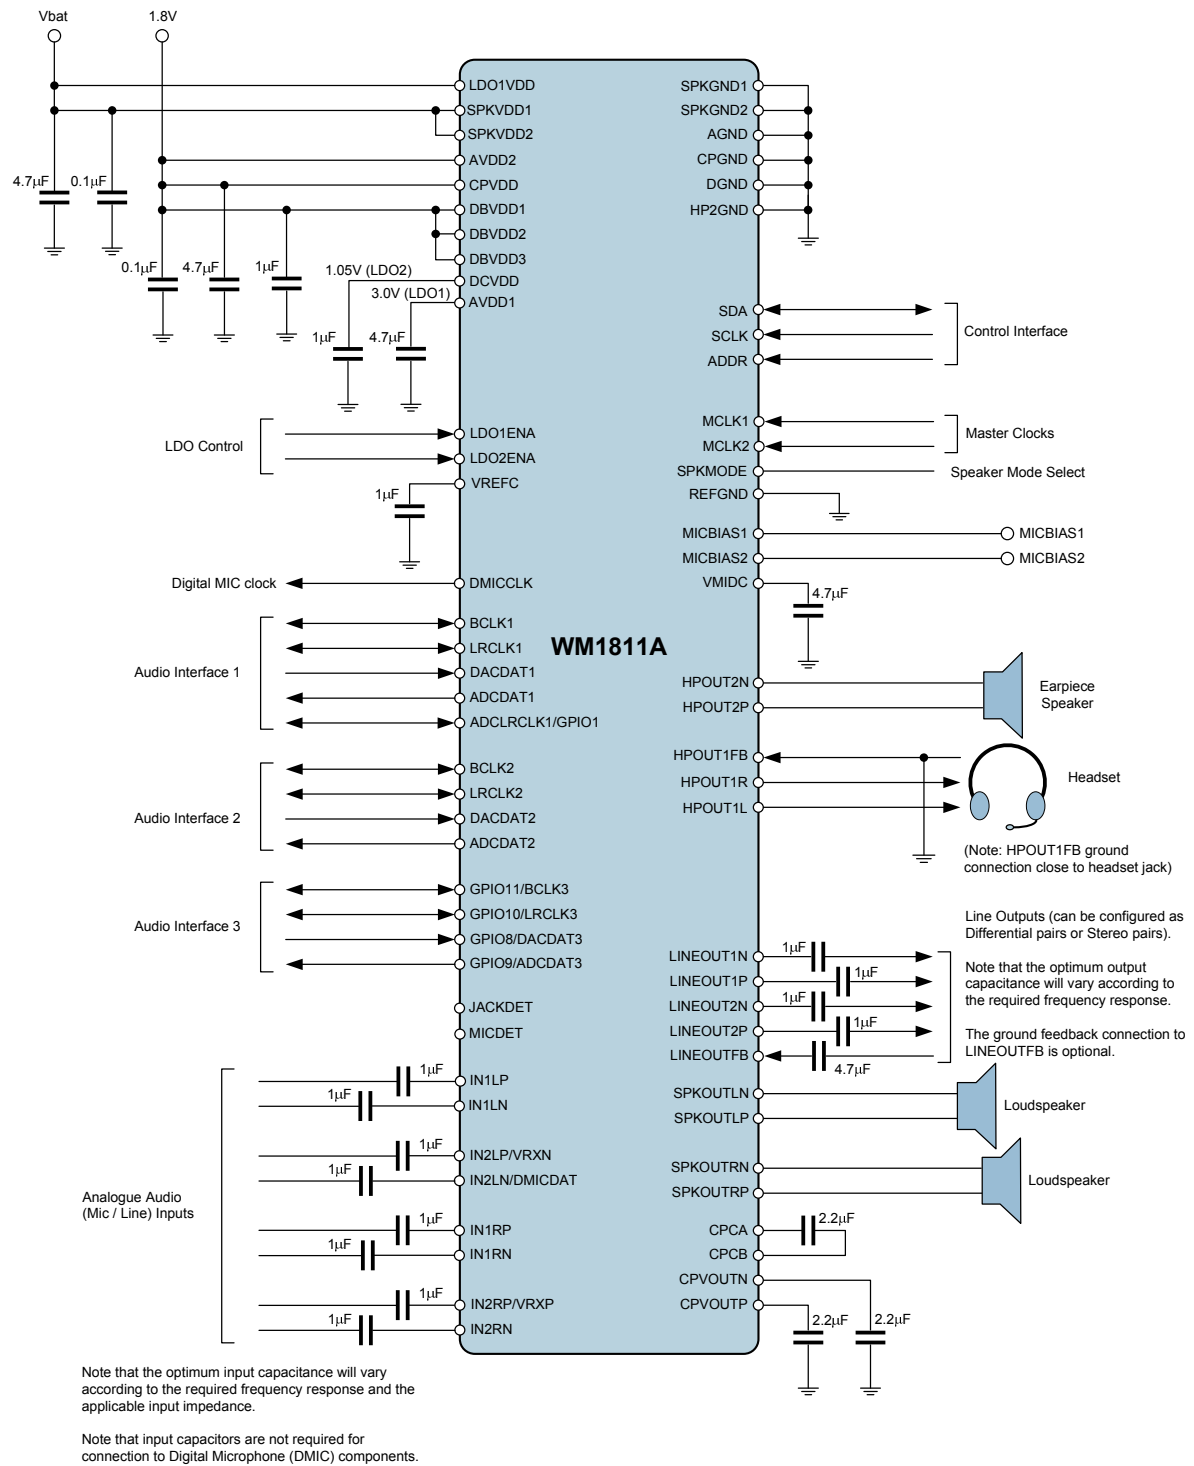 Vbat
1.8V
LDO1VDD
SPKVDD1
SPKVDD2
AVDD2
CPVDD
DBVDD1
DBVDD2
DBVDD3
DCVDD
AVDD1
4.7µF
0.1µF
0.1µF
4.7µF
1µF
1.05V (LDO2)
3.0V (LDO1)
1µF
4.7µF
LDO Control
LDO1ENA
LDO2ENA
VREFC
1µF
Digital MIC clock
DMICCLK
Audio Interface 1
BCLK1
LRCLK1
DACDAT1
ADCDAT1
ADCLRCLK1/GPIO1
Audio Interface 2
BCLK2
LRCLK2
DACDAT2
ADCDAT2
Audio Interface 3
GPIO11/BCLK3
GPIO10/LRCLK3
GPIO8/DACDAT3
GPIO9/ADCDAT3
JACKDET
MICDET
Analogue Audio
(Mic / Line) Inputs
1µF
IN1LP
1µF
IN1LN
1µF
IN2LP/VRXN
1µF
IN2LN/DMICDAT
1µF
IN1RP
1µF
IN1RN
1µF
IN2RP/VRXP
1µF
IN2RN
Note that the optimum input capacitance will vary
according to the required frequency response and the
applicable input impedance.
Note that input capacitors are not required for
connection to Digital Microphone (DMIC) components.
WM1811A
SPKGND1
SPKGND2
AGND
CPGND
DGND
HP2GND
SDA
SCLK
ADDR
Control Interface
MCLK1
MCLK2
Master Clocks
SPKMODE
Speaker Mode Select
REFGND
MICBIAS1
MICBIAS1
MICBIAS2
MICBIAS2
VMIDC
4.7µF
HPOUT2N
HPOUT2P
Earpiece
Speaker
HPOUT1FB
HPOUT1R
HPOUT1L
Headset
(Note: HPOUT1FB ground
connection close to headset jack)
Line Outputs (can be configured as
Differential pairs or Stereo pairs).
Note that the optimum output
capacitance will vary according to
the required frequency response.
The ground feedback connection to
LINEOUTFB is optional.
LINEOUT1N
1µF
LINEOUT1P
1µF
LINEOUT2N
1µF
LINEOUT2P
1µF
LINEOUTFB
4.7µF
SPKOUTLN
SPKOUTLP
Loudspeaker
SPKOUTRN
SPKOUTRP
Loudspeaker
CPCA
2.2µF
CPCB
CPVOUTN
CPVOUTP
2.2µF
2.2µF